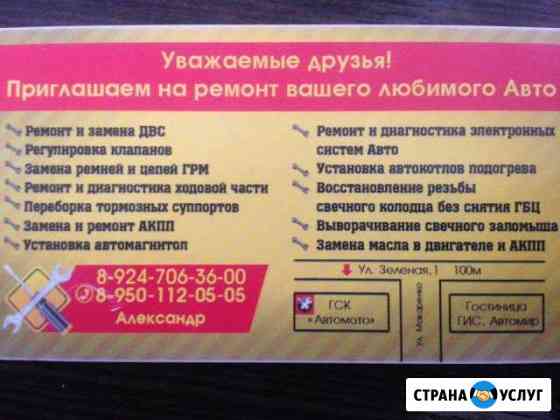 Уважаемые друзья!
Приглашаем на ремонт вашего любимого Авто
Ремонт и замена ДВС
Регулировка клапанов
Замена ремней и цепей ГРМ
Ремонт и диагностика ходовой части
Переборка тормозных суппортов
Замена и ремонт АКПП
Установка автомагнитол
Ремонт и диагностика электронных
систем Авто
Установка автокотлов подогрева
Восстановление резьбы
свечного колодца без снятия ГБЦ
Выворачивание свечного заломыша
Замена масла в двигателе и АКПП
8-924-706-36-00
8-950-112-05-05
Александр
Ул. Зеленая,1 100м
ГСК
«Автомото»
ул. Макаренко
Гостиница
ГИС. Автомир
СТРАНА УСЛУГ